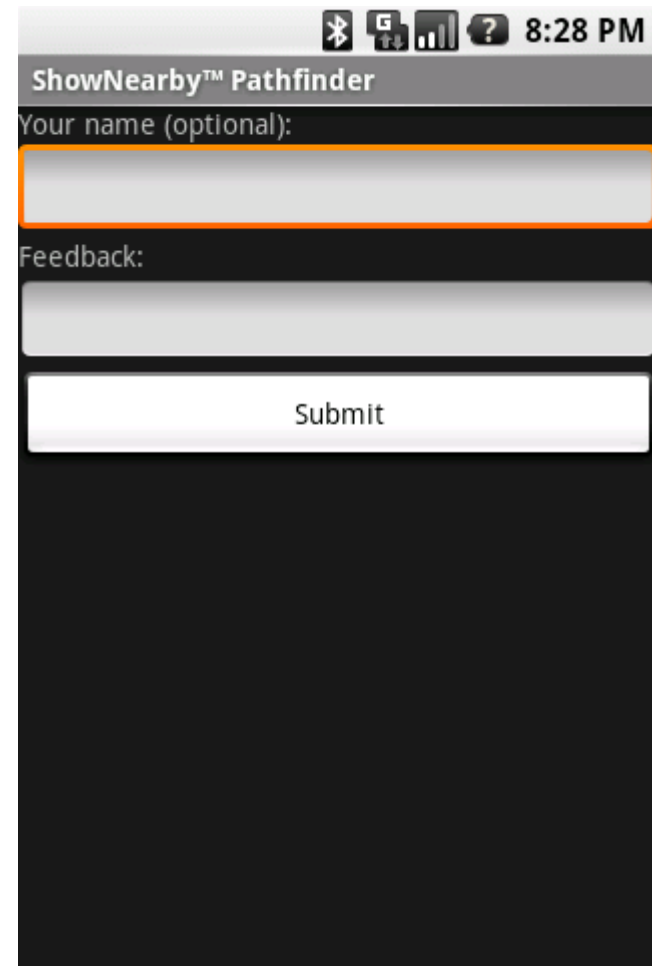 G ? 8:28 PM
ShowNearby™ Pathfinder
Your name (optional):
Feedback:
Submit